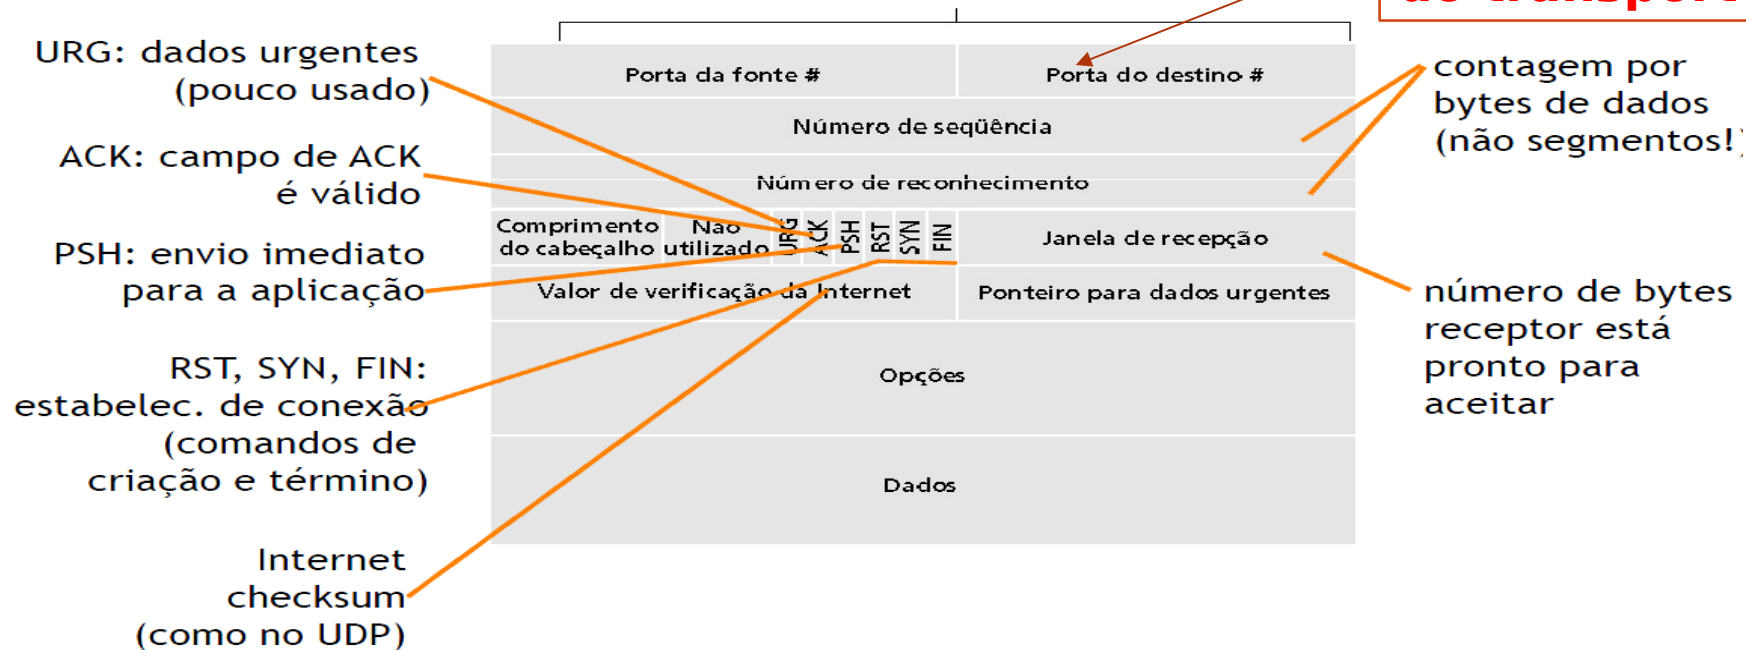 de transport
URG: dados urgentes
(pouco usado)
ACK: campo de ACK
é válido
PSH: envio imediato
para a aplicação
RST, SYN, FIN:
estabelec. de conexão
(comandos de
criação e término)
Internet
checksum
(como no UDP)
Porta da fonte #
Porta do destino #
Número de seqüência
Número de reconhecimento
Comprimento
do cabeçalho
Não
utilizado
URG
ACK
PSH
RST
SYN
FIN
Janela de recepção
Valor de verificação da Internet
Ponteiro para dados urgentes
Opções
Dados
contagem por
bytes de dados
(não segmentos!)
número de bytes
receptor está
pronto para
aceitar